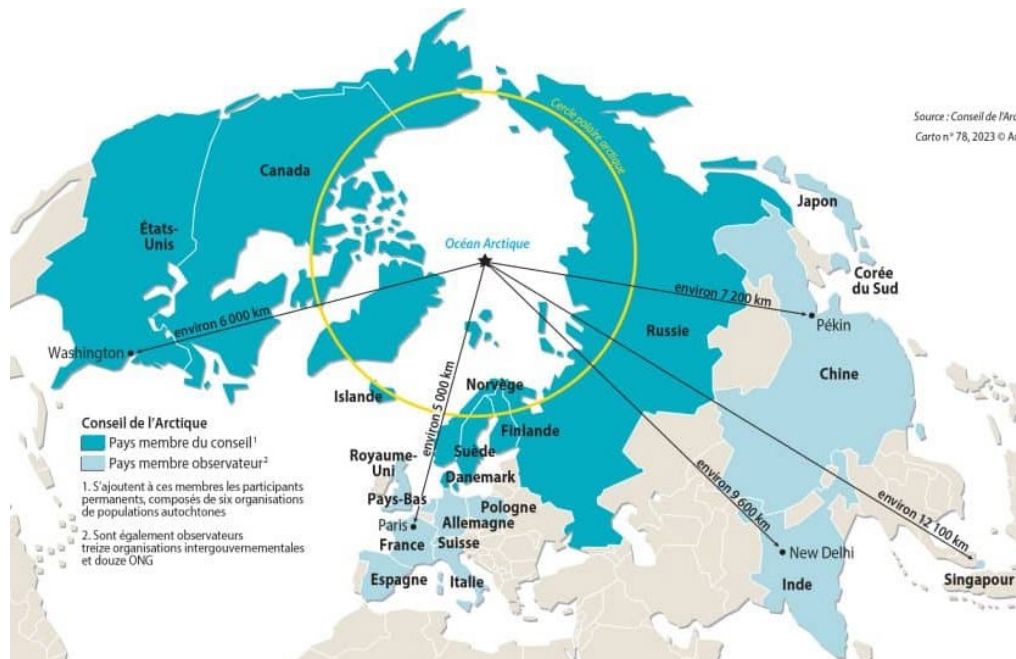 Source : Conseil de l'Arc
Carto n° 78, 2023 ©
Cercle polaire arctique
Canada
Japon
États-
Unis
Océan Arctique
Corée
du Sud
environ 7 200 km
environ 6 000 km
Russie
Pékin
Washington
Chine
Islande
Norvège
environ 5 000 km
Finlande
Conseil de l'Arctique
Pays membre du conseil¹
Pays membre observateur²
Suède
Royaume-
Uni
Danemark
Pays-Bas
Pologne
environ 9 600 km
environ 12 100 km
1. S'ajoutent à ces membres les participants
permanents, composés de six organisations
de populations autochtones
Paris
Allemagne
France
Suisse
2. Sont également observateurs
treize organisations intergouvernementales
et douze ONG
New Delhi
Espagne
Italie
Inde
Singapour